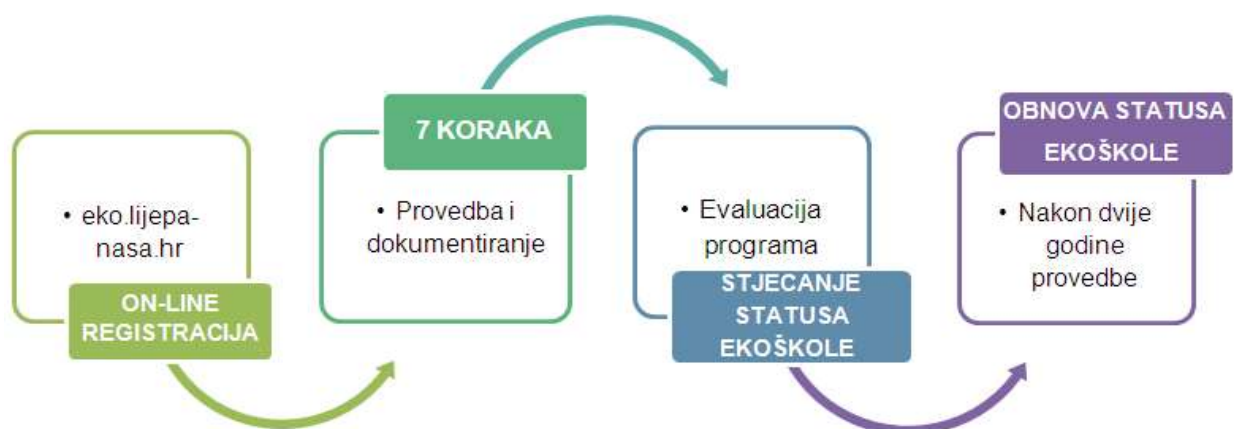 • eko.lijepa-
nasa.hr
ON-LINE
REGISTRACIJA
7 KORAKA
• Provedba i
dokumentiranje
• Evaluacija
programa
STJECANJE
STATUSA
EKOŠKOLE
OBNOVA STATUSA
EKOŠKOLE
• Nakon dvije
godine
provedbe